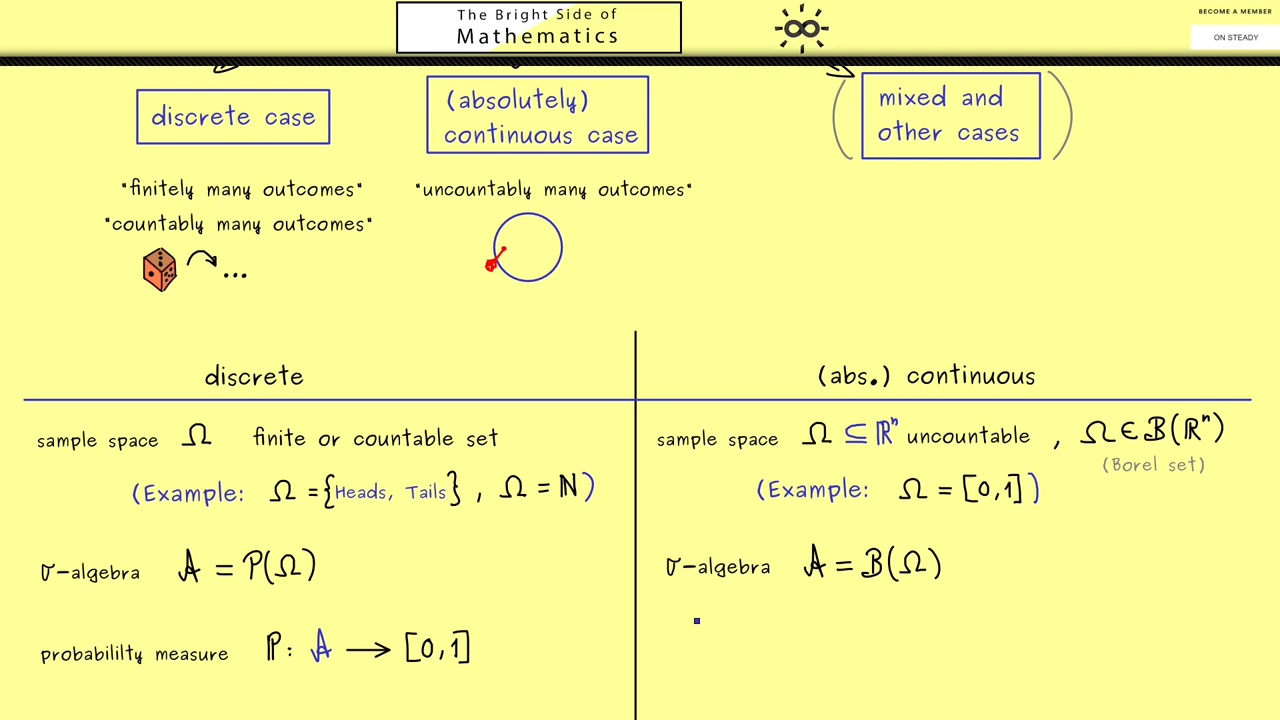 The Bright Side of
Mathematics
BECOME A MEMBER
ON STEADY
discrete case
(absolutely)
continuous case
mixed and
other cases
"finitely many outcomes"
"countably many outcomes"
"uncountably many outcomes"
...
discrete
(abs.) continuous
sample space Ω finite or countable set
(Example: Ω = {Heads, Tails} , Ω = ℕ)
σ-algebra 𝒜 = P(Ω)
probabililty measure ℙ: 𝒜 ⟶ [0,1]
sample space Ω ⊆ ℝⁿ uncountable , Ω ∈ ℬ(ℝⁿ)
(Borel set)
(Example: Ω = [0,1])
σ-algebra 𝒜 = ℬ(Ω)